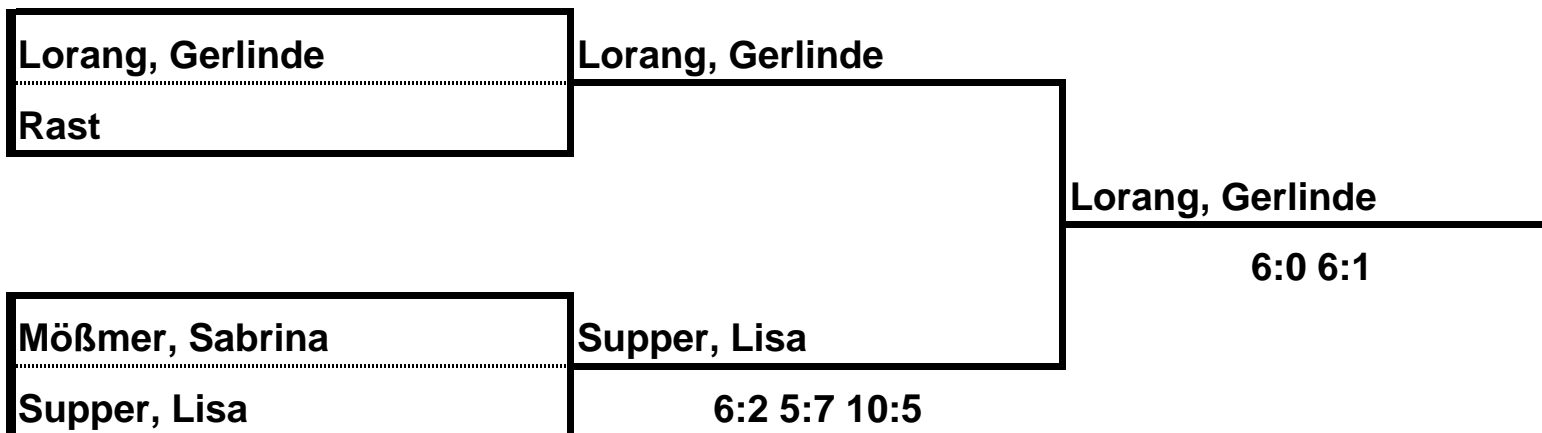 Lorang, Gerlinde
Lorang, Gerlinde
Rast
Lorang, Gerlinde
6:0 6:1
Mößmer, Sabrina
Supper, Lisa
Supper, Lisa
6:2 5:7 10:5